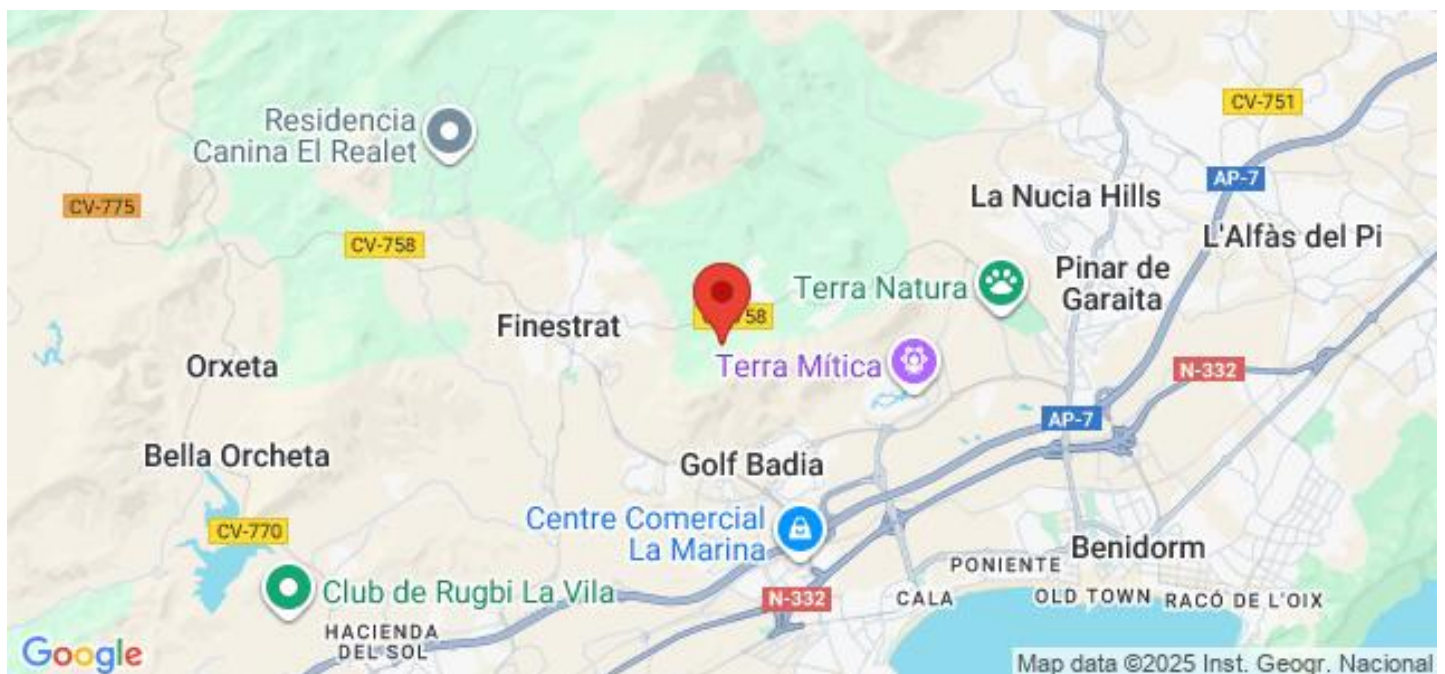 CV-751
Residencia
Canina El Realet
AP-7
La Nucia Hills
CV-775
L'Alfàs del Pi
CV-758
Pinar de
Garaita
Terra Natura
58
Finestrat
Orxeta
Terra Mítica
N-332
AP-7
Bella Orcheta
Golf Badia
Centre Comercial
La Marina
CV-770
Benidorm
PONIENTE
Club de Rugbi La Vila
N-332
CALA
OLD TOWN
RACÓ DE L'OIX
HACIENDA
DEL SOL
Google
Map data ©2025 Inst. Geogr. Nacional